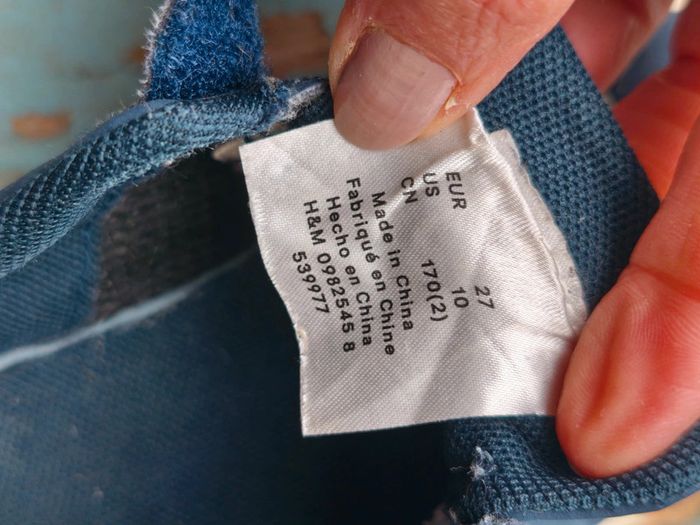 EUR 27
US 10
CN 170(2)
Made in China
Fabriqué en Chine
Hecho en China
H&M 0982545 8
539977